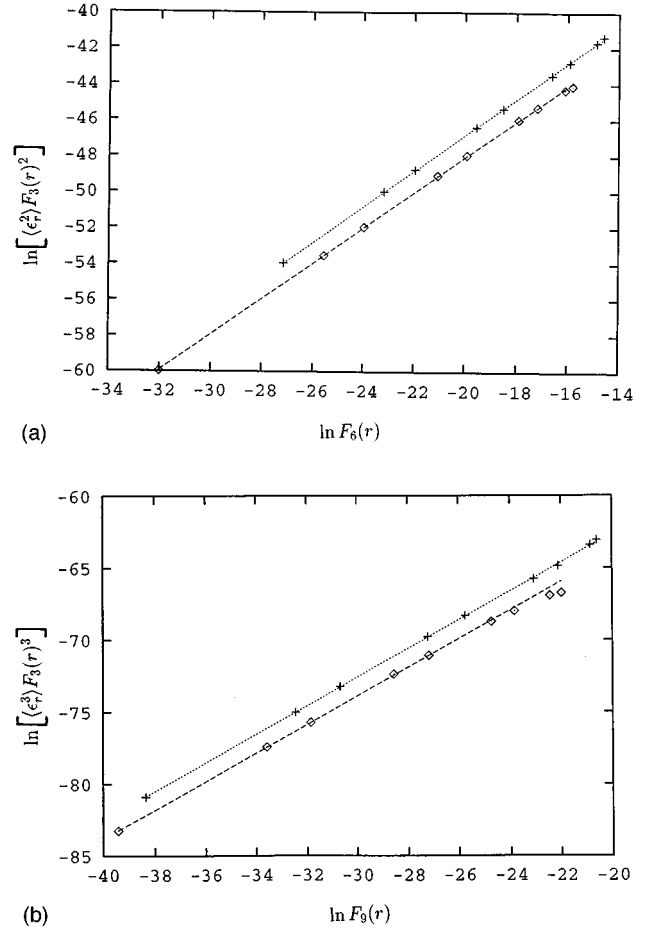 -40
-42
-44
-46
-48
-50
-52
-54
-56
-58
-60
-34 -32 -30 -28 -26 -24 -22 -20 -18 -16 -14
ln[⟨ϵ_r^2⟩F_3(r)^2]
ln F_6(r)
(a)
-60
-65
-70
-75
-80
-85
-40 -38 -36 -34 -32 -30 -28 -26 -24 -22 -20
ln[⟨ϵ_r^3⟩F_3(r)^3]
ln F_9(r)
(b)